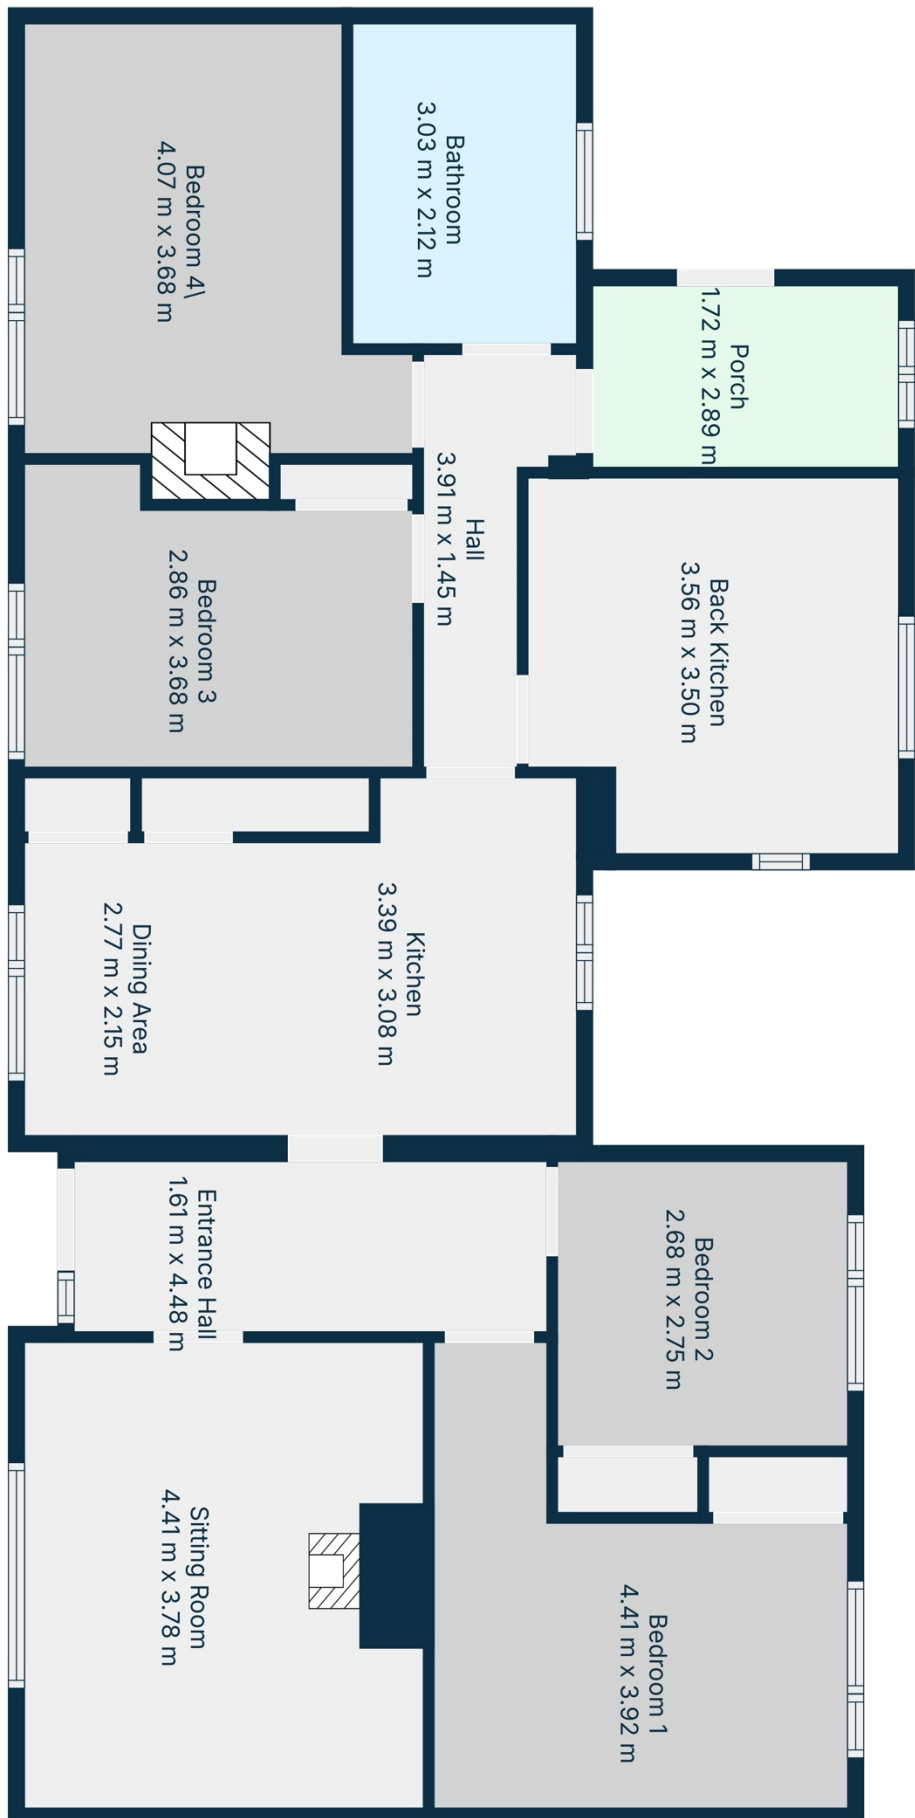 Bathroom
3.03 m x 2.12 m
Bedroom 4\
4.07 m x 3.68 m
Porch
1.72 m x 2.89 m
Hall
3.91 m x 1.45 m
Back Kitchen
3.56 m x 3.50 m
Bedroom 3
2.86 m x 3.68 m
Kitchen
3.39 m x 3.08 m
Dining Area
2.77 m x 2.15 m
Entrance Hall
1.61 m x 4.48 m
Bedroom 2
2.68 m x 2.75 m
Sitting Room
4.41 m x 3.78 m
Bedroom 1
4.41 m x 3.92 m